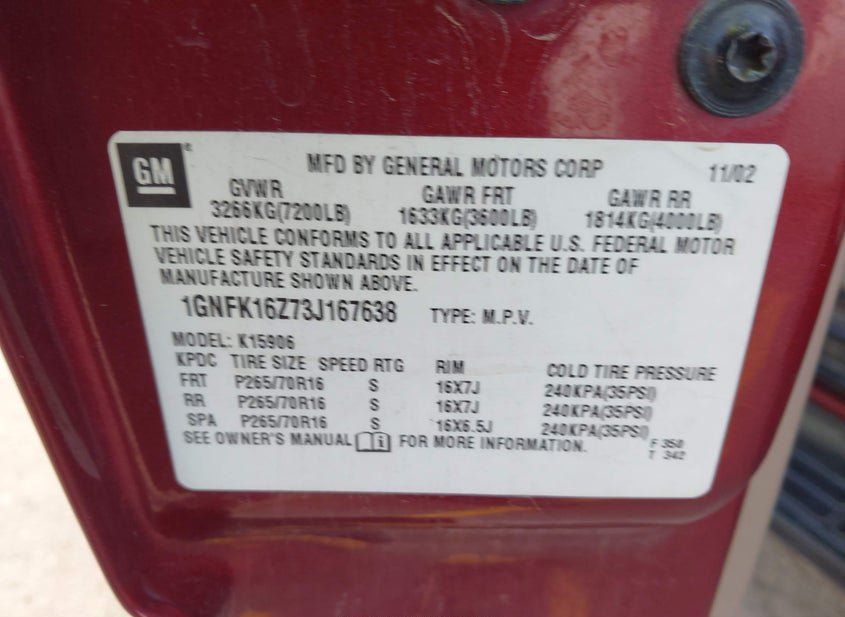 GM ®
MFD BY GENERAL MOTORS CORP 11/02
GVWR GAWR FRT GAWR RR
3266KG(7200LB) 1633KG(3600LB) 1814KG(4000LB)
THIS VEHICLE CONFORMS TO ALL APPLICABLE U.S. FEDERAL MOTOR
VEHICLE SAFETY STANDARDS IN EFFECT ON THE DATE OF
MANUFACTURE SHOWN ABOVE.
1GNFK16Z73J167638 TYPE: M.P.V.
MODEL: K15906
KPDC TIRE SIZE SPEED RTG RIM COLD TIRE PRESSURE
FRT P265/70R16 S 16X7J 240KPA(35PSI)
RR P265/70R16 S 16X7J 240KPA(35PSI)
SPA P265/70R16 S 16X6.5J 240KPA(35PSI)
SEE OWNER'S MANUAL FOR MORE INFORMATION. F 350
T 342